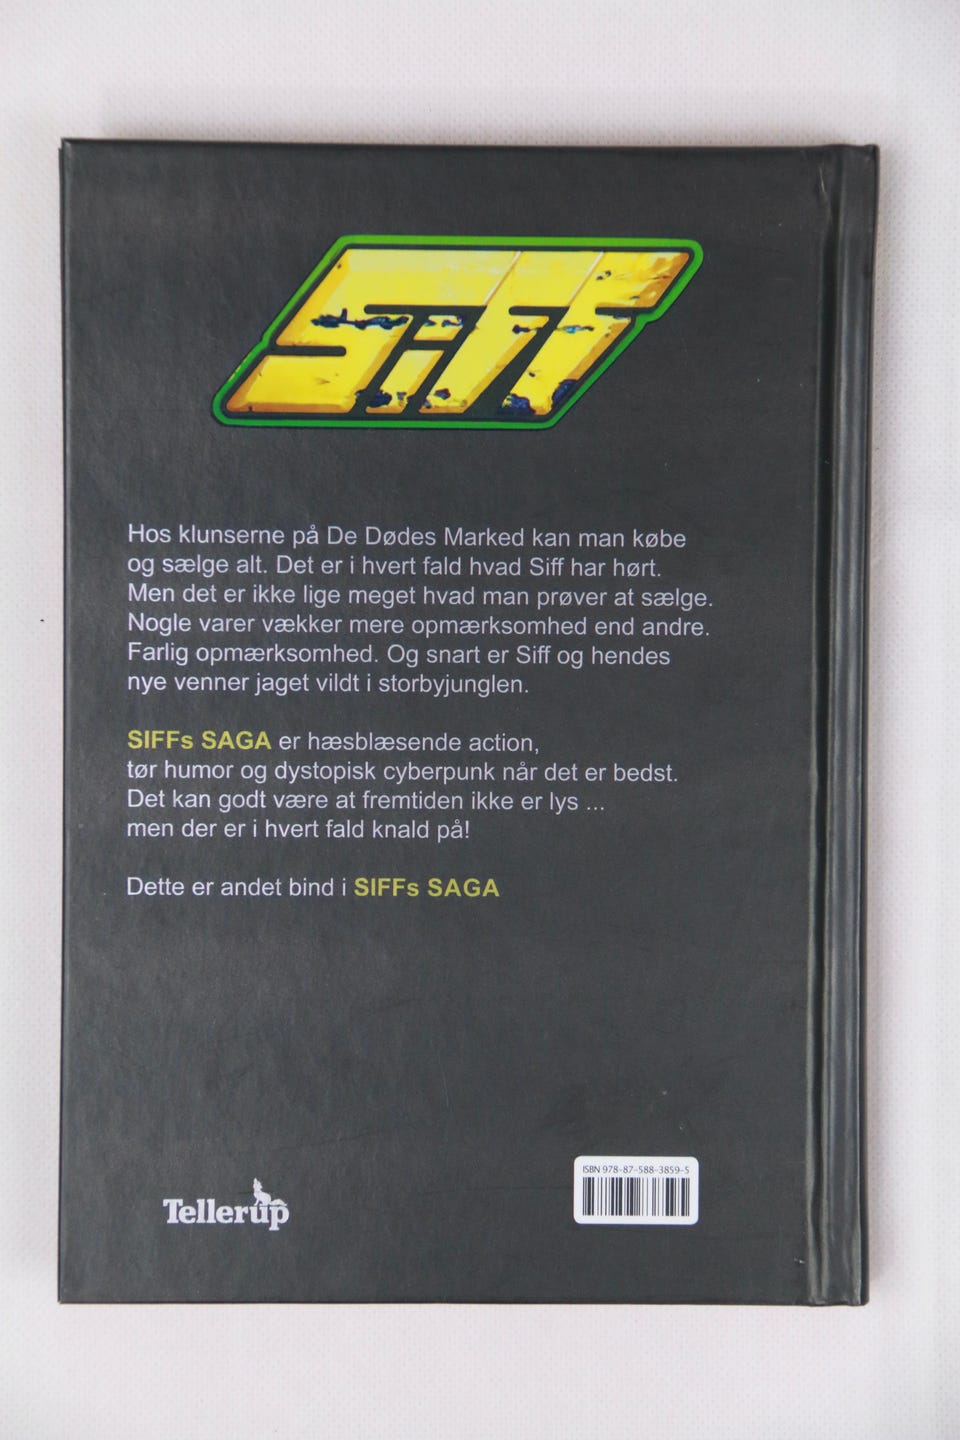 Siff
Hos klunserne på De Dødes Marked kan man købe
og sælge alt. Det er i hvert fald hvad Siff har hørt.
Men det er ikke lige meget hvad man prøver at sælge.
Nogle varer vækker mere opmærksomhed end andre.
Farlig opmærksomhed. Og snart er Siff og hendes
nye venner jaget vildt i storbyjunglen.
SIFFs SAGA er hæsblæsende action,
tør humor og dystopisk cyberpunk når det er bedst.
Det kan godt være at fremtiden ikke er lys ...
men der er i hvert fald knald på!
Dette er andet bind i SIFFs SAGA
Tellerup
ISBN 978-87-588-3859-5